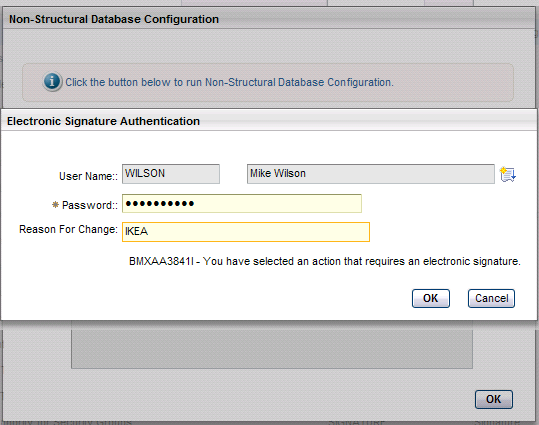 Non-Structural Database Configuration
Click the button below to run Non-Structural Database Configuration.
Electronic Signature Authentication
User Name:: WILSON Mike Wilson
* Password:: ●●●●●●●●●●
Reason For Change: IKEA
BMXAA3841I - You have selected an action that requires an electronic signature.
OK Cancel
OK